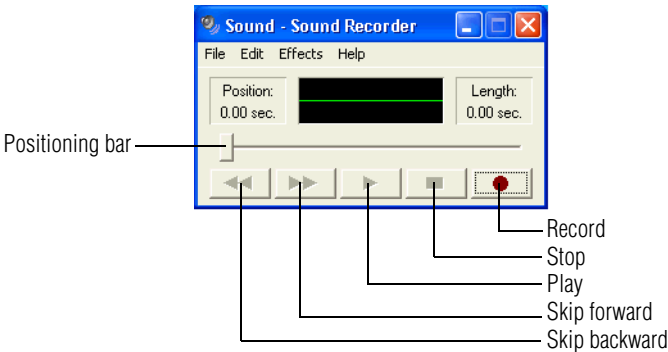 Sound - Sound Recorder
File Edit Effects Help
Position:
0.00 sec.
Length:
0.00 sec.
Positioning bar
Record
Stop
Play
Skip forward
Skip backward